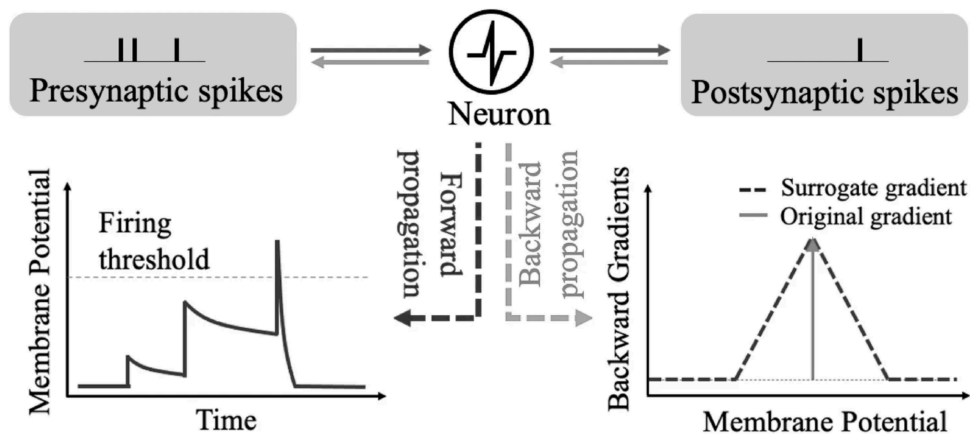 Presynaptic spikes
Neuron
Postsynaptic spikes
Membrane Potential
Firing
threshold
Time
Forward
propagation
Backward
propagation
Backward Gradients
Surrogate gradient
Original gradient
Membrane Potential